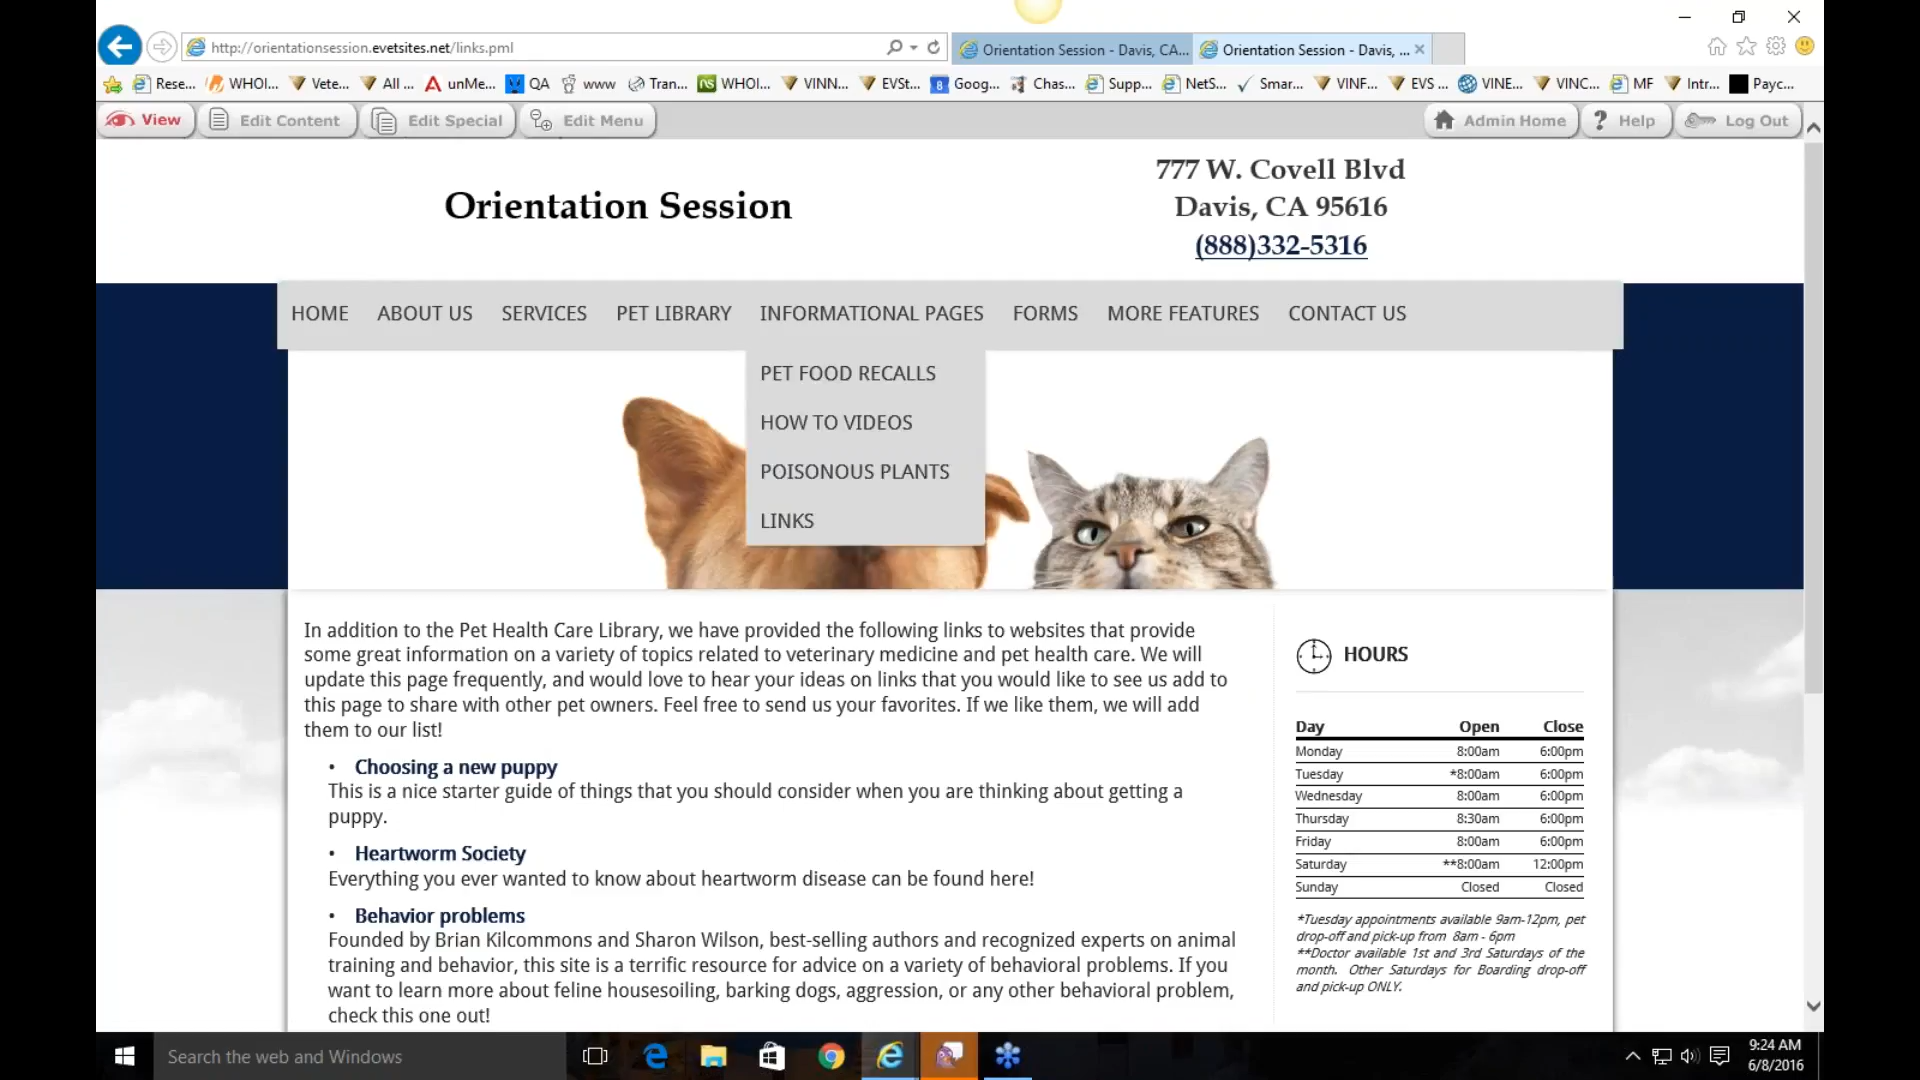 http://orientationsession.evetsites.net/links.pml
Orientation Session - Davis, CA...
Orientation Session - Davis, ...
Rese...
WHOI...
Vete...
All ...
unMe...
QA
www
Tran...
WHOI...
VINN...
EVSt...
Goog...
Chas...
Supp...
NetS...
Smar...
VINF...
EVS ...
VINE...
VINC...
MF
Intr...
Payc...
View
Edit Content
Edit Special
Edit Menu
Admin Home
? Help
Log Out
Orientation Session
777 W. Covell Blvd
Davis, CA 95616
(888)332-5316
HOME
ABOUT US
SERVICES
PET LIBRARY
INFORMATIONAL PAGES
FORMS
MORE FEATURES
CONTACT US
PET FOOD RECALLS
HOW TO VIDEOS
POISONOUS PLANTS
LINKS
In addition to the Pet Health Care Library, we have provided the following links to websites that provide
some great information on a variety of topics related to veterinary medicine and pet health care. We will
update this page frequently, and would love to hear your ideas on links that you would like to see us add to
this page to share with other pet owners. Feel free to send us your favorites. If we like them, we will add
them to our list!
• Choosing a new puppy
This is a nice starter guide of things that you should consider when you are thinking about getting a
puppy.
• Heartworm Society
Everything you ever wanted to know about heartworm disease can be found here!
• Behavior problems
Founded by Brian Kilcommons and Sharon Wilson, best-selling authors and recognized experts on animal
training and behavior, this site is a terrific resource for advice on a variety of behavioral problems. If you
want to learn more about feline housesoiling, barking dogs, aggression, or any other behavioral problem,
check this one out!
HOURS
Day Open Close
Monday 8:00am 6:00pm
Tuesday *8:00am 6:00pm
Wednesday 8:00am 6:00pm
Thursday 8:30am 6:00pm
Friday 8:00am 6:00pm
Saturday **8:00am 12:00pm
Sunday Closed Closed
*Tuesday appointments available 9am-12pm, pet
drop-off and pick-up from 8am - 6pm
**Doctor available 1st and 3rd Saturdays of the
month. Other Saturdays for Boarding drop-off
and pick-up ONLY.
Search the web and Windows
9:24 AM
6/8/2016